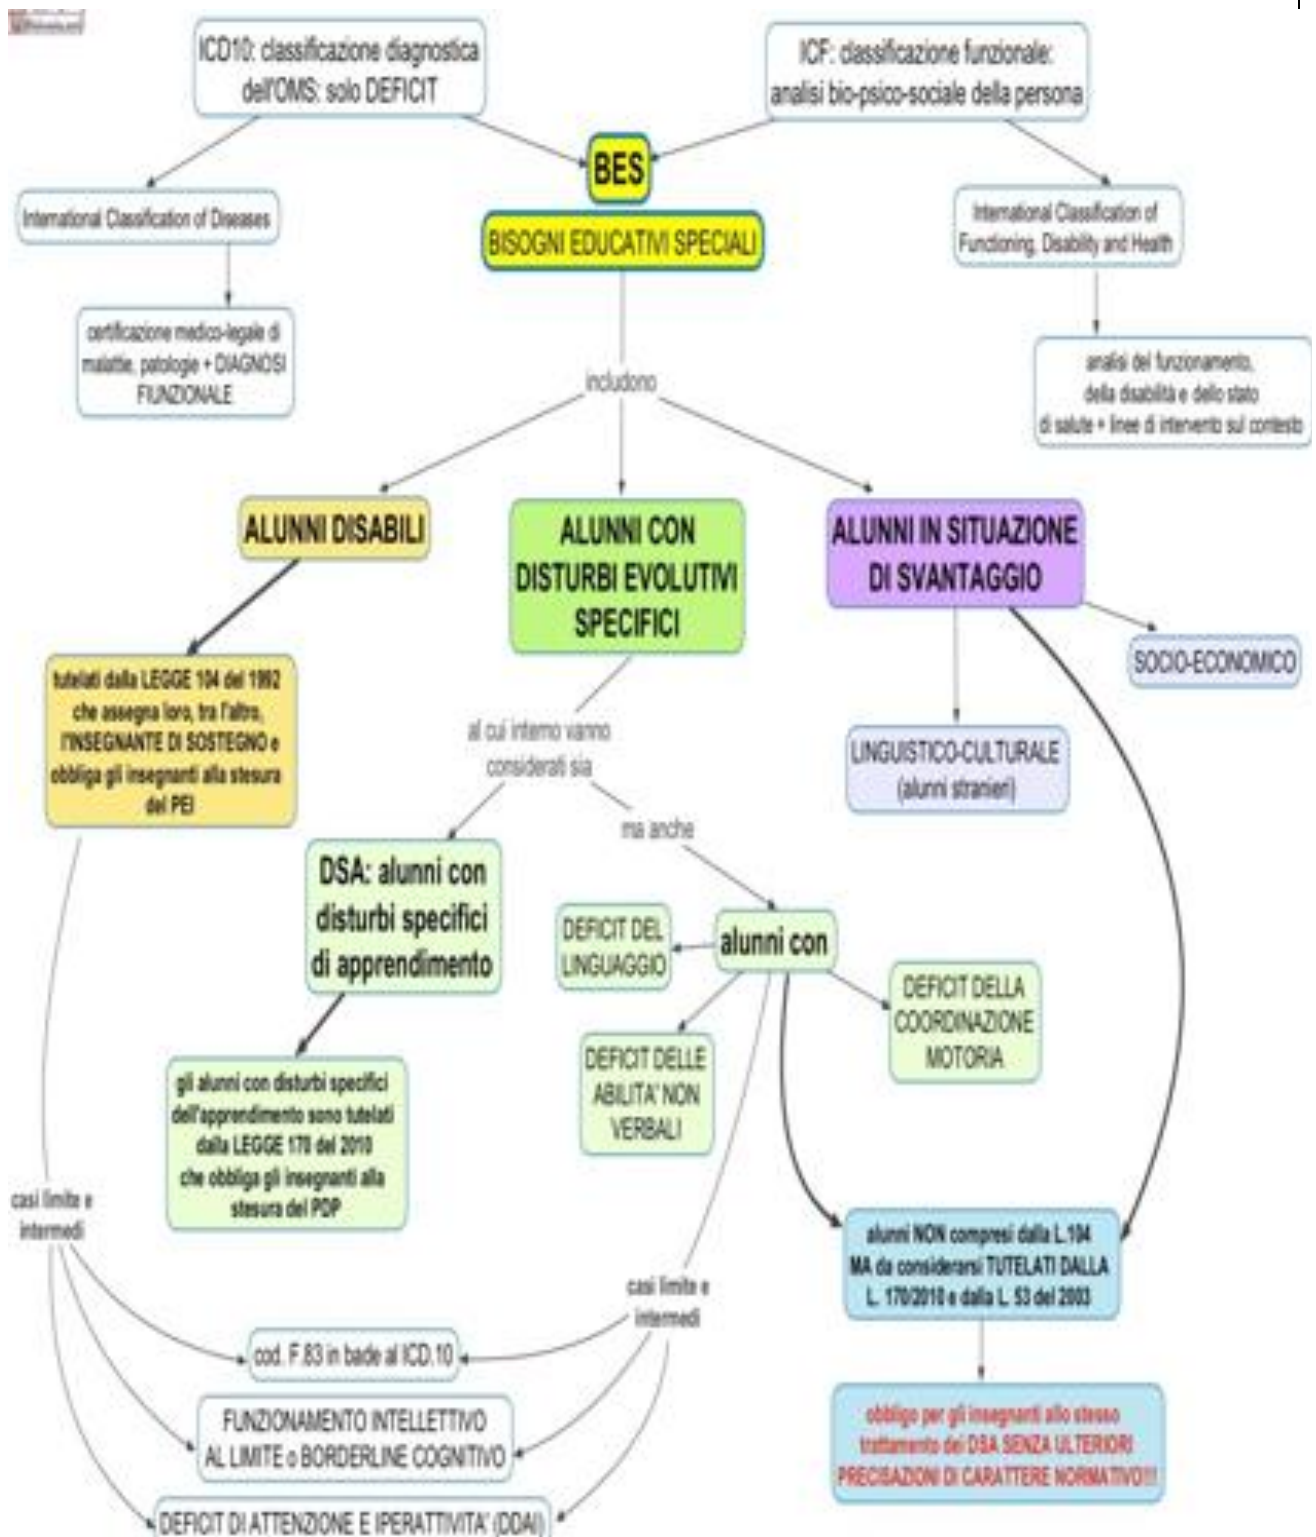 ICD10: classificazione diagnostica
dell'OMS: solo DEFICIT
ICF: classificazione funzionale:
analisi bio-psico-sociale della persona
BES
BISOGNI EDUCATIVI SPECIALI
International Classification of Diseases
International Classification of
Functioning, Disability and Health
certificazione medico-legale di
malattie, patologie + DIAGNOSI
FIUNZIONALE
analisi del funzionamento,
della disabilità e dello stato
di salute + linee di intervento sul contesto
includono
ALUNNI DISABILI
ALUNNI CON
DISTURBI EVOLUTIVI
SPECIFICI
ALUNNI IN SITUAZIONE
DI SVANTAGGIO
tutelati dalla LEGGE 104 del 1992
che assegna loro, tra l'altro,
l'INSEGNANTE DI SOSTEGNO e
obbliga gli insegnanti alla stesura
del PEI
SOCIO-ECONOMICO
LINGUISTICO-CULTURALE
(alunni stranieri)
al cui interno vanno
considerati sia
ma anche
DSA: alunni con
disturbi specifici
di apprendimento
alunni con
DEFICIT DEL
LINGUAGGIO
DEFICIT DELLE
ABILITA' NON
VERBALI
DEFICIT DELLA
COORDINAZIONE
MOTORIA
gli alunni con disturbi specifici
dell'apprendimento sono tutelati
dalla LEGGE 170 del 2010
che obbliga gli insegnanti alla
stesura del PDP
casi limite e
intermedi
alunni NON compresi dalla L.104
MA da considerarsi TUTELATI DALLA
L. 170/2010 e dalla L. 53 del 2003
casi limite e
intermedi
cod. F.83 in bade al ICD.10
FUNZIONAMENTO INTELLETTIVO
AL LIMITE o BORDERLINE COGNITIVO
DEFICIT DI ATTENZIONE E IPERATTIVITA' (DDAI)
obbligo per gli insegnanti allo stesso
trattamento dei DSA SENZA ULTERIORI
PRECISAZIONI DI CARATTERE NORMATIVO!!!